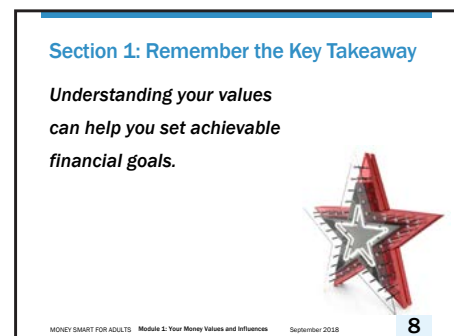 Section 1: Remember the Key Takeaway
Understanding your values
can help you set achievable
financial goals.
MONEY SMART FOR ADULTS Module 1: Your Money Values and Influences September 2018 8